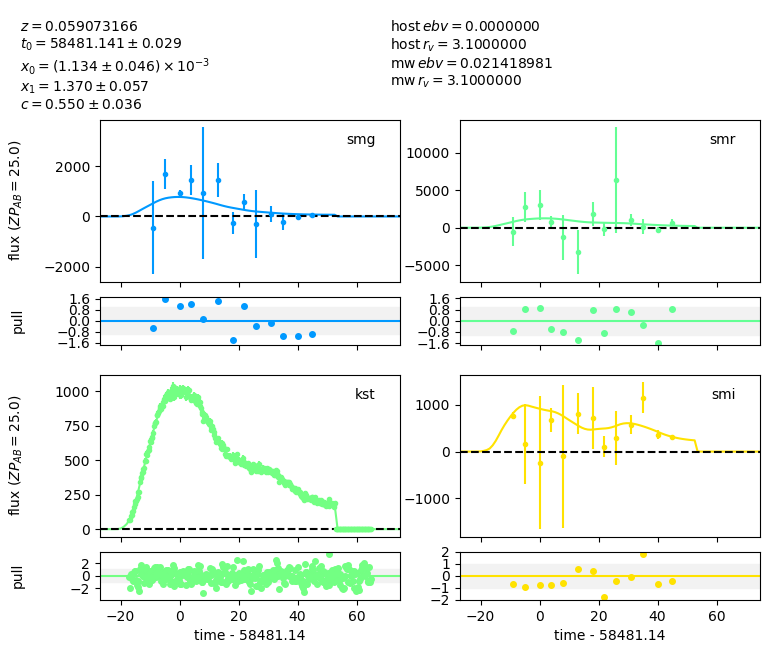 z = 0.059073166
t₀ = 58481.141 ± 0.029
x₀ = (1.134 ± 0.046) × 10⁻³
x₁ = 1.370 ± 0.057
c = 0.550 ± 0.036
host ebv = 0.0000000
host r_v = 3.1000000
mw ebv = 0.021418981
mw r_v = 3.1000000
flux (ZP_AB = 25.0)
2000
0
−2000
smg
10000
5000
0
−5000
smr
pull
1.6
0.8
0.0
−0.8
−1.6
1.6
0.8
0.0
−0.8
−1.6
flux (ZP_AB = 25.0)
1000
750
500
250
0
kst
1000
0
−1000
smi
pull
2
0
−2
2
1
0
−1
−2
−20 0 20 40 60
time - 58481.14
−20 0 20 40 60
time - 58481.14